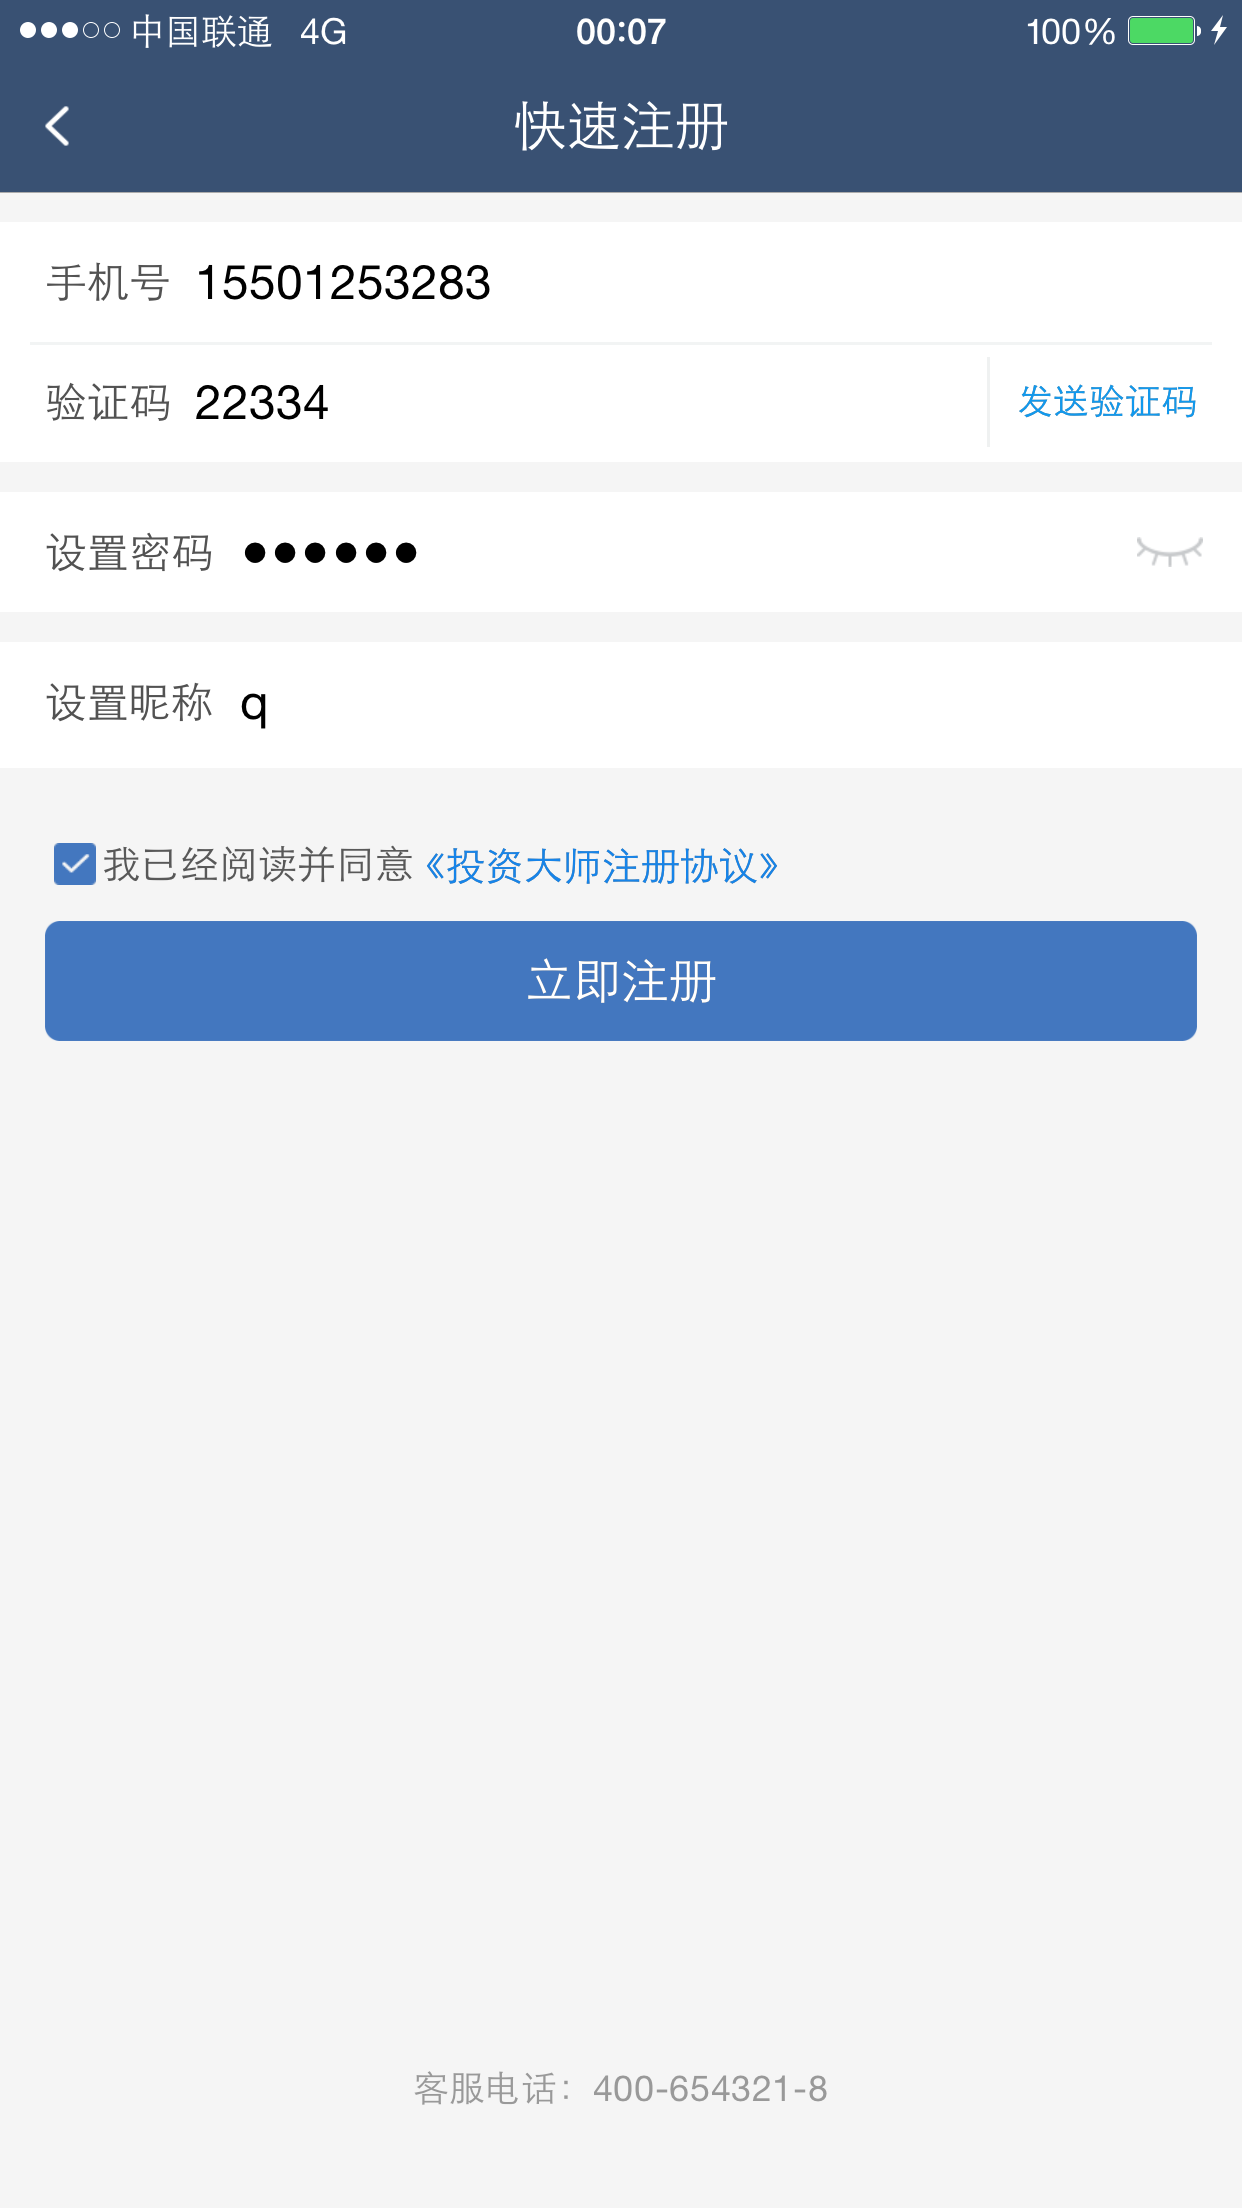 中国联通 4G 00:07 100%
快速注册
手机号 15501253283
验证码 22334 发送验证码
设置密码 ●●●●●●
设置昵称 q
我已经阅读并同意《投资大师注册协议》
立即注册
客服电话：400-654321-8